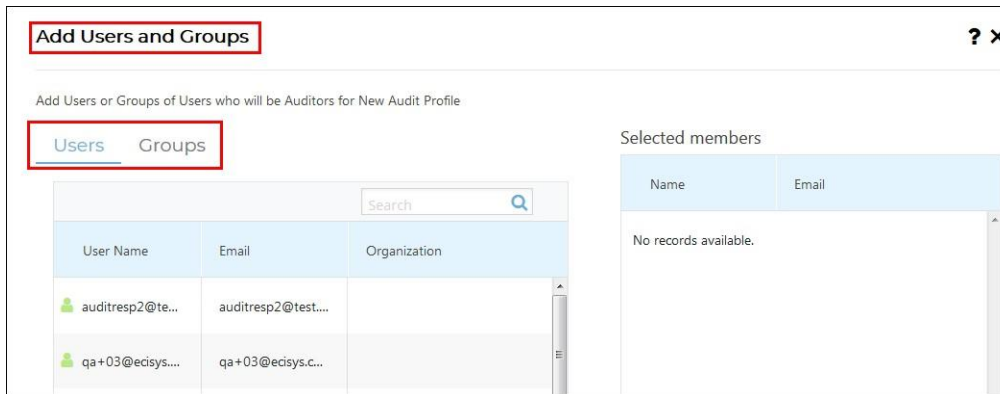 Add Users and Groups
? ×
Add Users or Groups of Users who will be Auditors for New Audit Profile
Users Groups
Selected members
Search
Name Email
User Name Email Organization
No records available.
auditresp2@te... auditresp2@test....
qa+03@ecisys.... qa+03@ecisys.c...